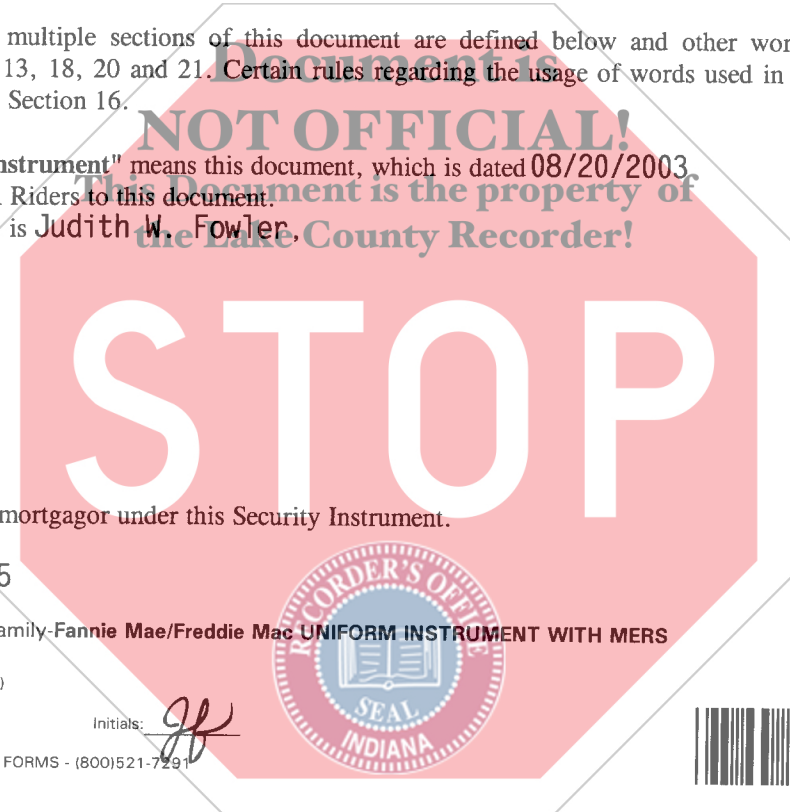 multiple sections of this document are defined below and other wor
Document is
13, 18, 20 and 21. Certain rules regarding the usage of words used in
Section 16.
NOT OFFICIAL!
nstrument" means this document, which is dated 08/20/2003
This Document is the property of
Riders to this document.
is Judith W. Fowler,
the Lake County Recorder!
STOP
mortgagor under this Security Instrument.
5
RECORDER'S OFFICE
amily-Fannie Mae/Freddie Mac UNIFORM INSTRUMENT WITH MERS
)
SEAL
Initials: Jf
INDIANA
FORMS - (800)521-7291